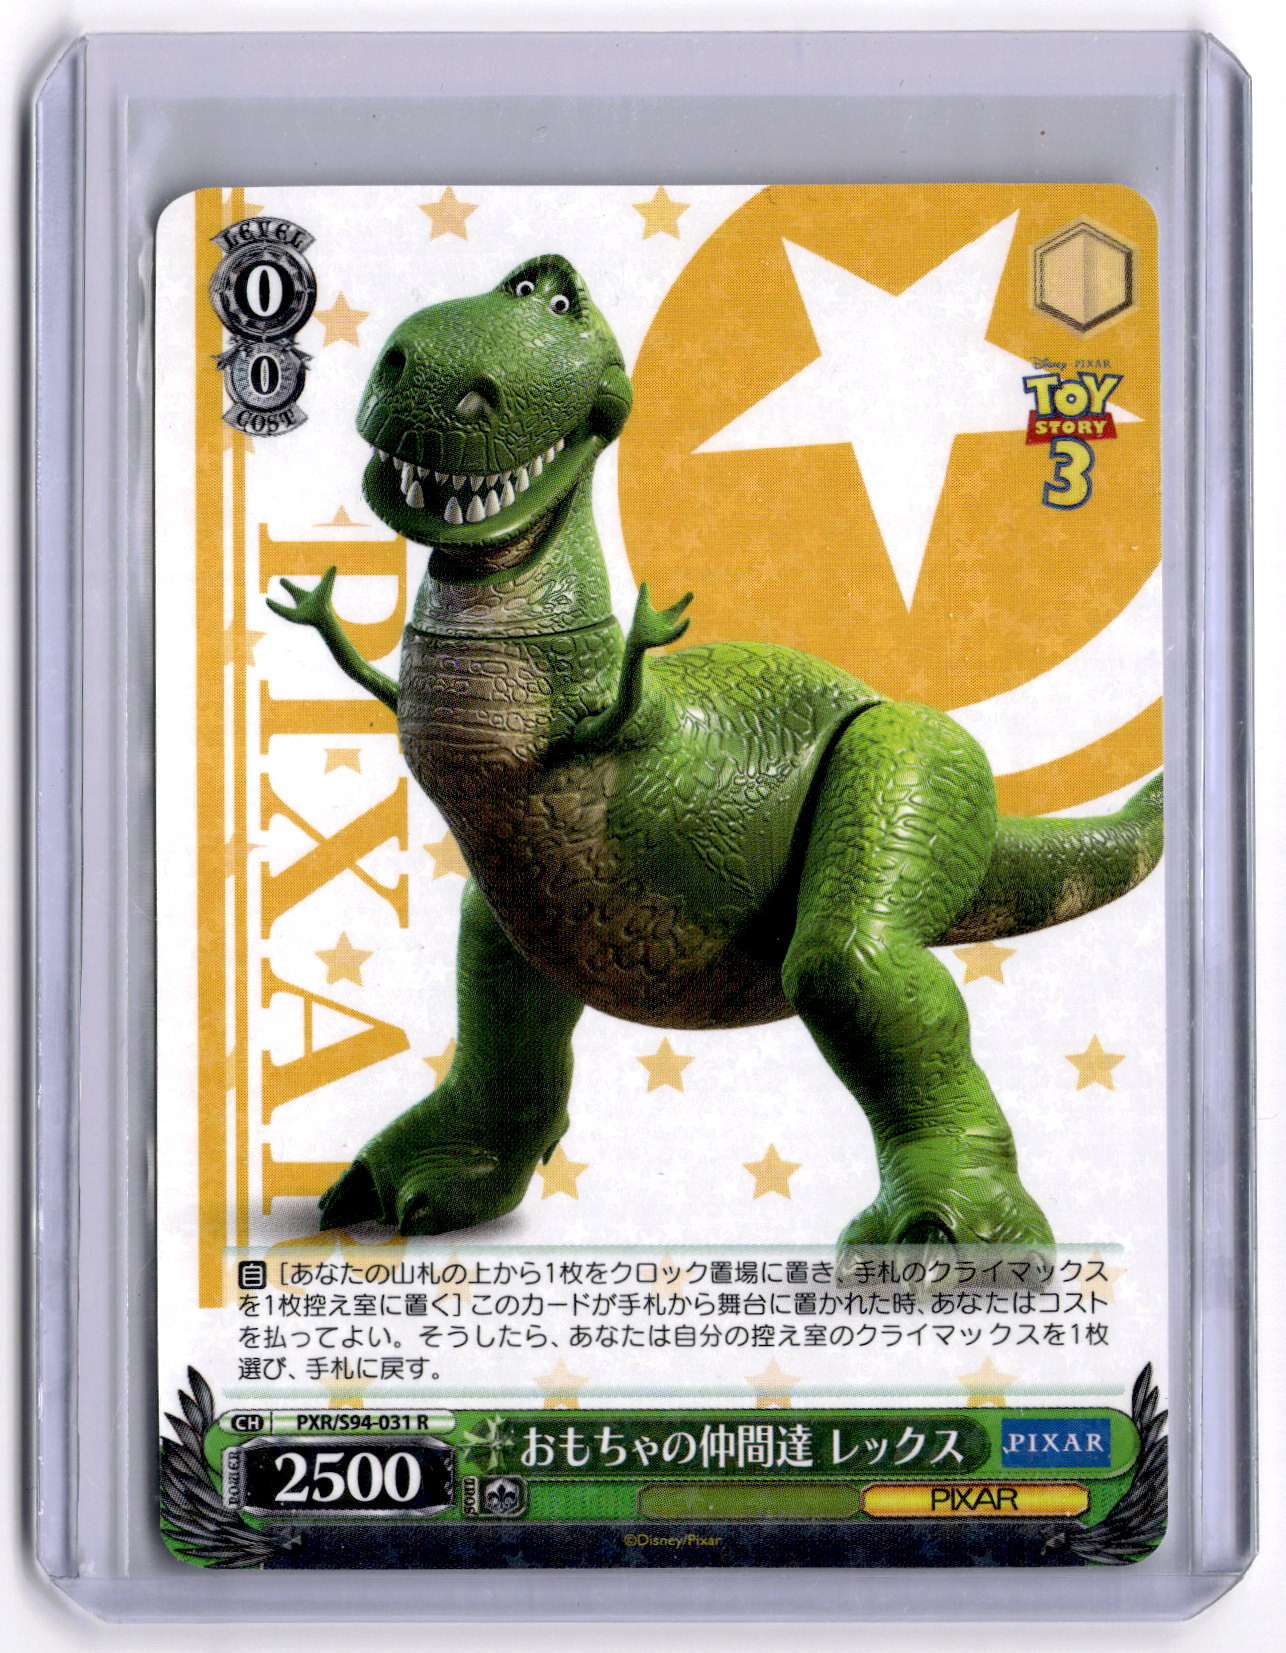 LEVEL
0
0
COST
Disney · PIXAR
TOY
STORY
3
PIXAR
自 [あなたの山札の上から1枚をクロック置場に置き、手札のクライマックス
を1枚控え室に置く] このカードが手札から舞台に置かれた時、あなたはコスト
を払ってよい。そうしたら、あなたは自分の控え室のクライマックスを1枚
選び、手札に戻す。
CH PXR/S94-031 R
POWER 2500
SOUL
おもちゃの仲間達 レックス
PIXAR
PIXAR
©Disney/Pixar